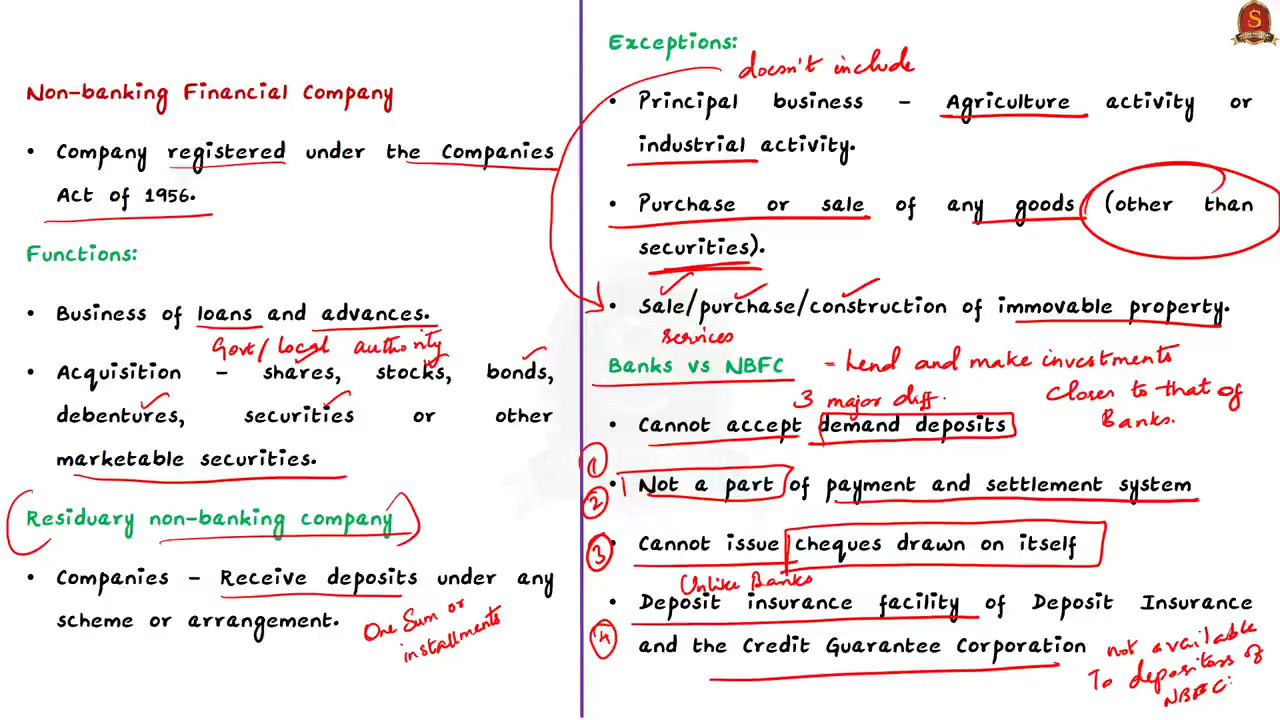 Non-banking Financial Company
• Company registered under the Companies
Act of 1956.
Functions:
• Business of loans and advances.
Govt/local authority
• Acquisition – shares, stocks, bonds,
debentures, securities or other
marketable securities.
Residuary non-banking company
• Companies – Receive deposits under any
scheme or arrangement.
One Sum or
installments
Exceptions:
doesn't include
• Principal business – Agriculture activity or
industrial activity.
• Purchase or sale of any goods (other than
securities).
• Sale/purchase/construction of immovable property.
services
Banks vs NBFC
- Lend and make investments
closer to that of
Banks.
3 major diff.
• Cannot accept demand deposits
1
• Not a part of payment and settlement system
2
• Cannot issue cheques drawn on itself
3
Unlike Banks
• Deposit insurance facility of Deposit Insurance
and the Credit Guarantee Corporation
4
not available
To depositors of
NBFC.
S